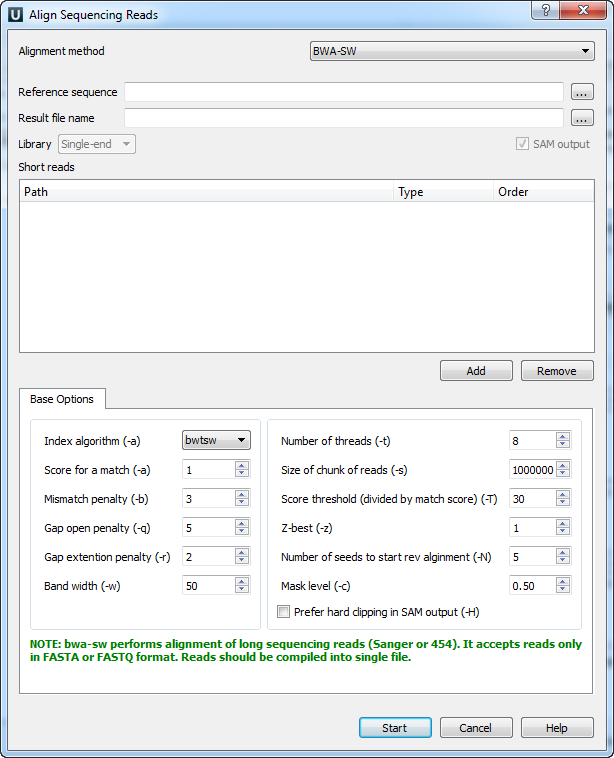 U Align Sequencing Reads ? X
Alignment method BWA-SW
Reference sequence ...
Result file name ...
Library Single-end SAM output
Short reads
Path Type Order
Add Remove
Base Options
Index algorithm (-a) bwtsw
Score for a match (-a) 1
Mismatch penalty (-b) 3
Gap open penalty (-q) 5
Gap extention penalty (-r) 2
Band width (-w) 50
Number of threads (-t) 8
Size of chunk of reads (-s) 1000000
Score threshold (divided by match score) (-T) 30
Z-best (-z) 1
Number of seeds to start rev alginment (-N) 5
Mask level (-c) 0.50
Prefer hard clipping in SAM output (-H)
NOTE: bwa-sw performs alignment of long sequencing reads (Sanger or 454). It accepts reads only
in FASTA or FASTQ format. Reads should be compiled into single file.
Start Cancel Help